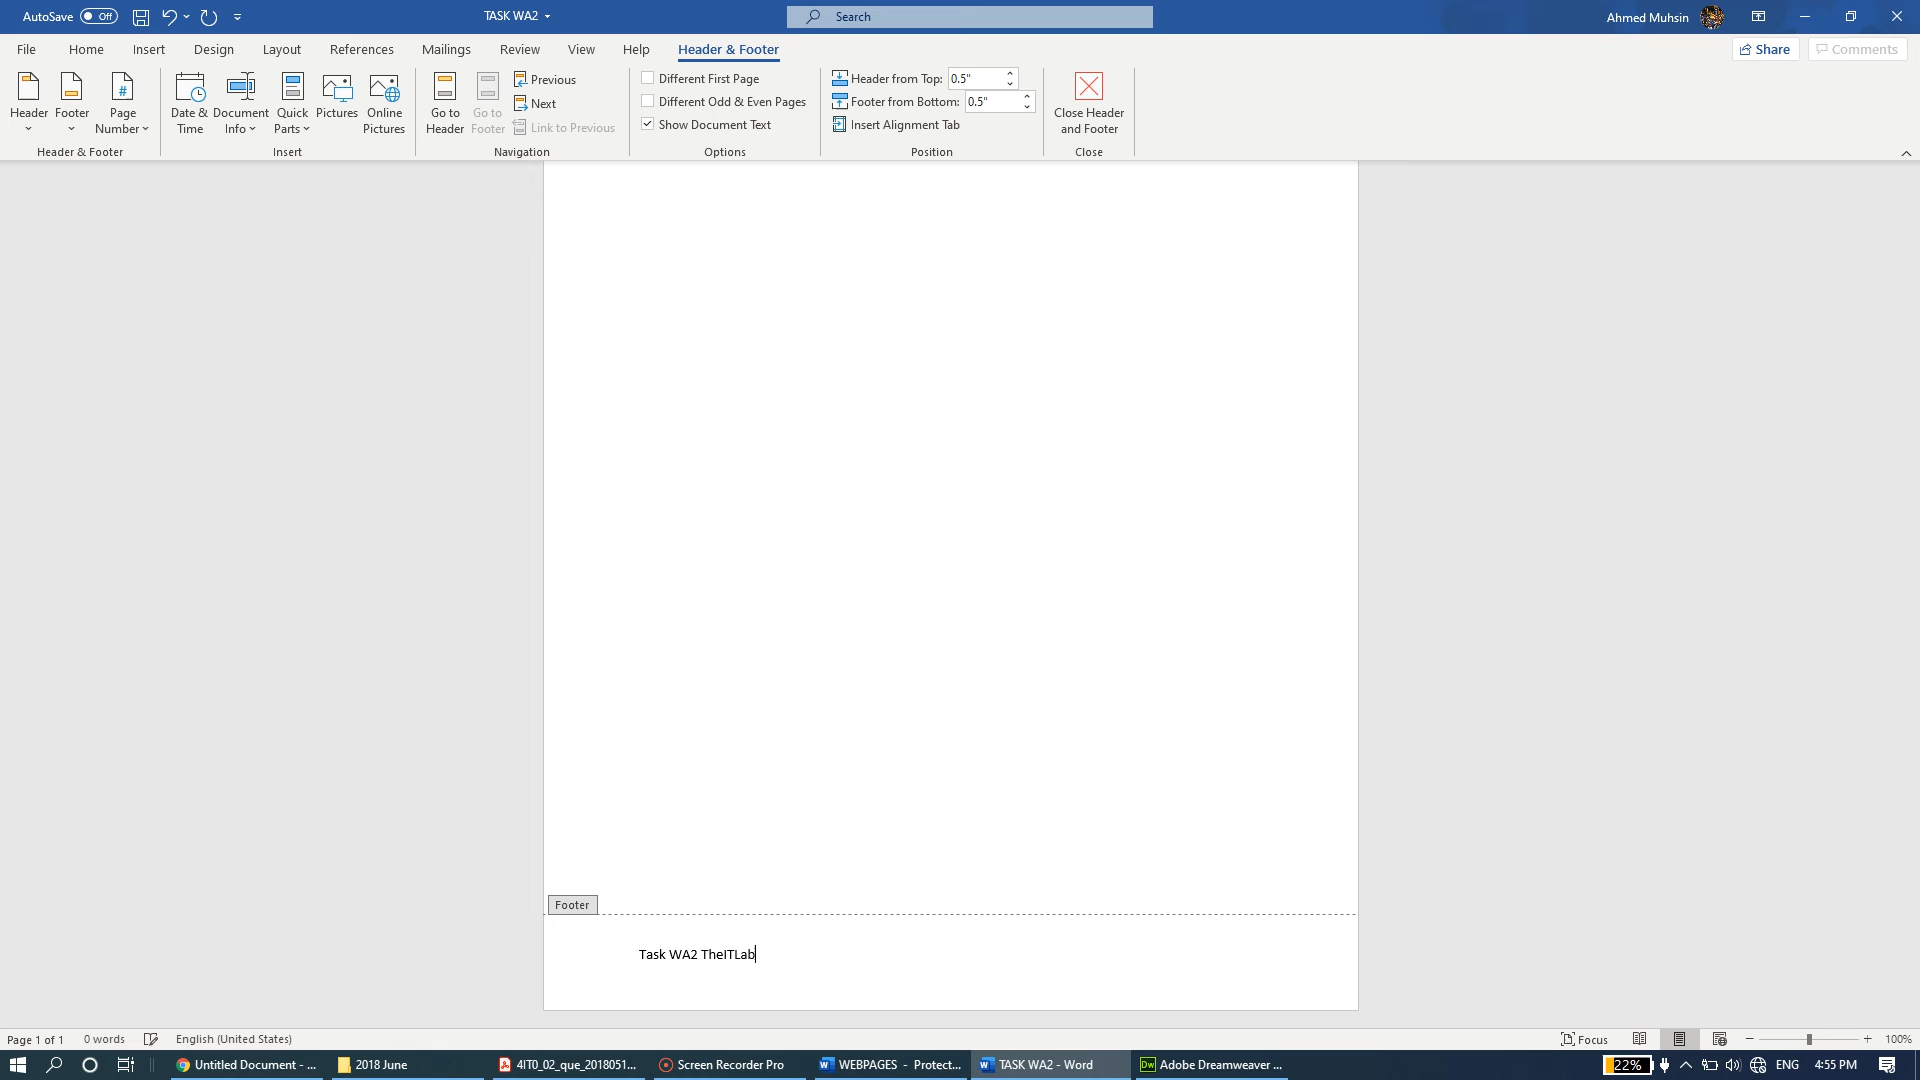 AutoSave Off TASK WA2 Search Ahmed Muhsin
File Home Insert Design Layout References Mailings Review View Help Header & Footer Share Comments
Header Footer Page Number # Date & Time Document Info Quick Parts Pictures Online Pictures Go to Header Go to Footer Previous Next Link to Previous
Different First Page
Different Odd & Even Pages
Show Document Text
Header from Top: 0.5"
Footer from Bottom: 0.5"
Insert Alignment Tab
Close Header and Footer
Header & Footer Insert Navigation Options Position Close
Footer
Task WA2 TheITLab
Page 1 of 1 0 words English (United States) Focus 100%
Untitled Document - ... 2018 June 4IT0_02_que_2018051... Screen Recorder Pro WEBPAGES - Protect... TASK WA2 - Word Dw Adobe Dreamweaver ... 22% ENG 4:55 PM